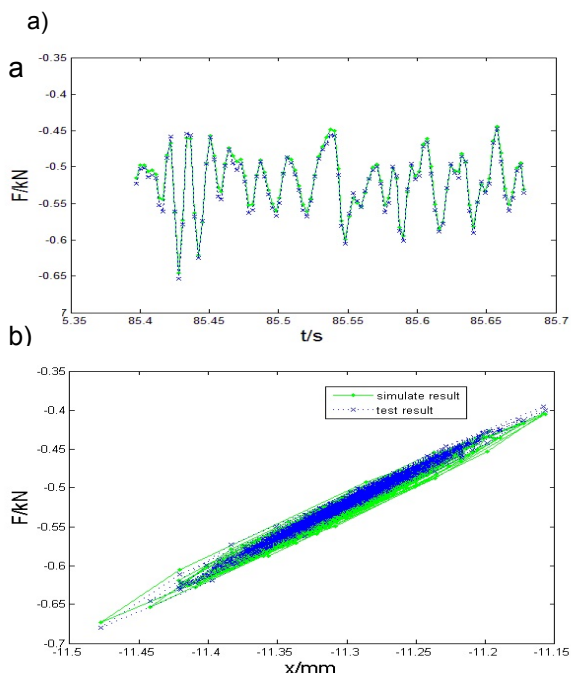 a)
a
-0.35
-0.4
-0.45
-0.5
-0.55
-0.6
-0.65
7
F/kN
5.35 85.4 85.45 85.5 85.55 85.6 85.65 85.7
t/s
b)
-0.35
-0.4
-0.45
-0.5
-0.55
-0.6
-0.65
-0.7
F/kN
simulate result
test result
-11.5 -11.45 -11.4 -11.35 -11.3 -11.25 -11.2 -11.15
x/mm